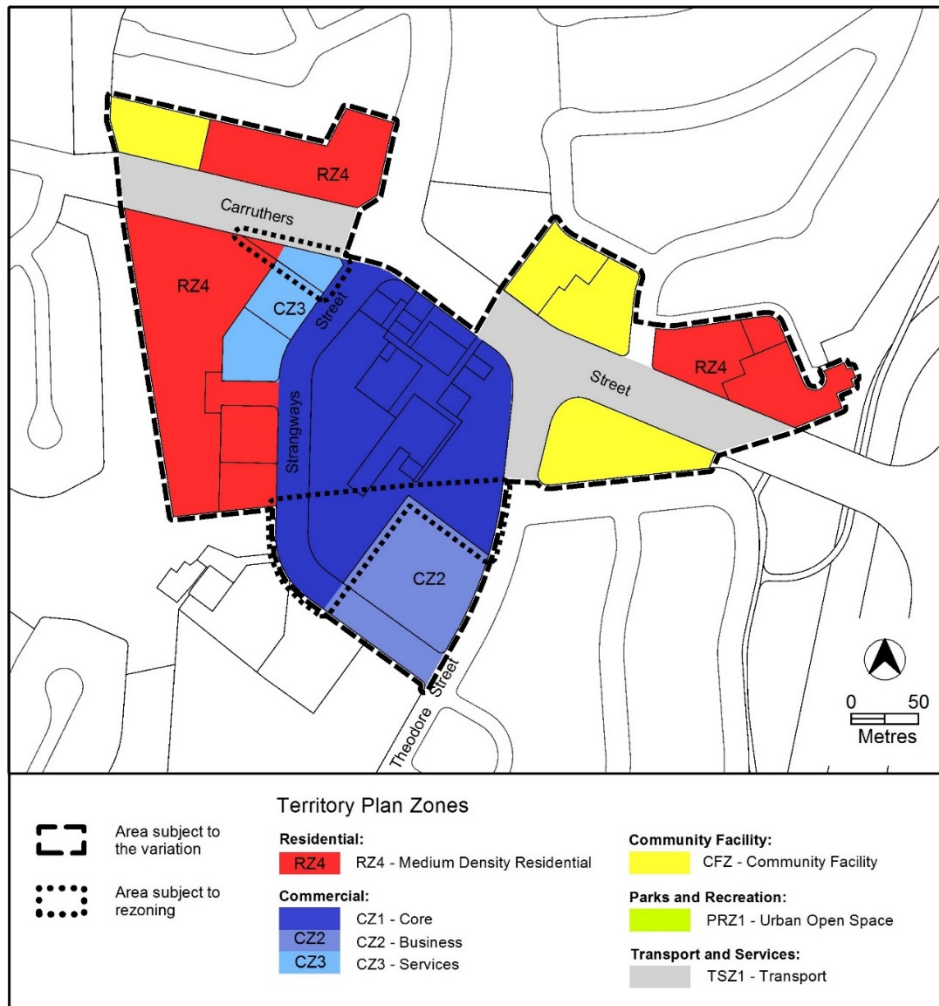 RZ4
Carruthers
RZ4
CZ3
Street
Strangways
Street
RZ4
CZ2
Theodore Street
0 50
Metres
Territory Plan Zones
Area subject to
the variation
Area subject to
rezoning
Residential:
RZ4 RZ4 - Medium Density Residential
Commercial:
CZ1 - Core
CZ2 CZ2 - Business
CZ3 CZ3 - Services
Community Facility:
CFZ - Community Facility
Parks and Recreation:
PRZ1 - Urban Open Space
Transport and Services:
TSZ1 - Transport